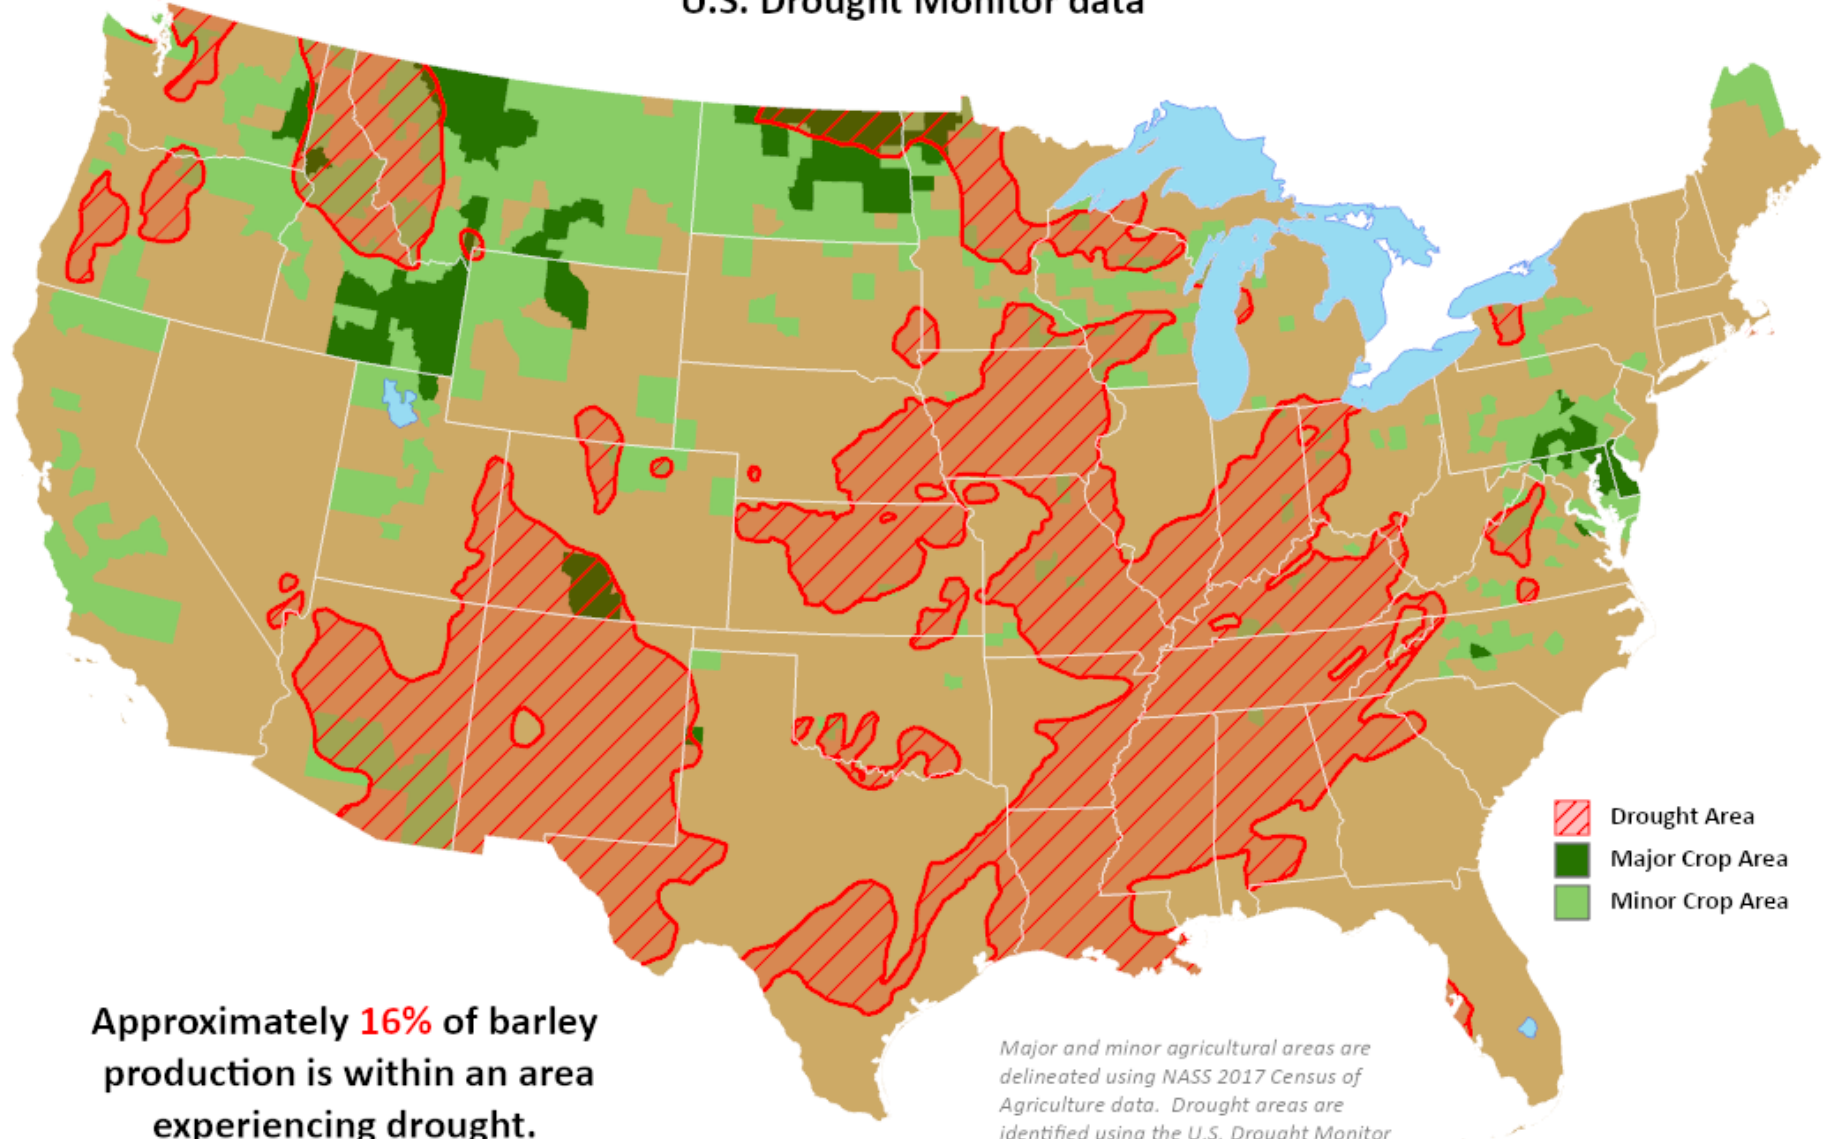 U.S. Drought Monitor data
Drought Area
Major Crop Area
Minor Crop Area
Approximately 16% of barley
production is within an area
experiencing drought.
Major and minor agricultural areas are
delineated using NASS 2017 Census of
Agriculture data. Drought areas are
identified using the U.S. Drought Monitor